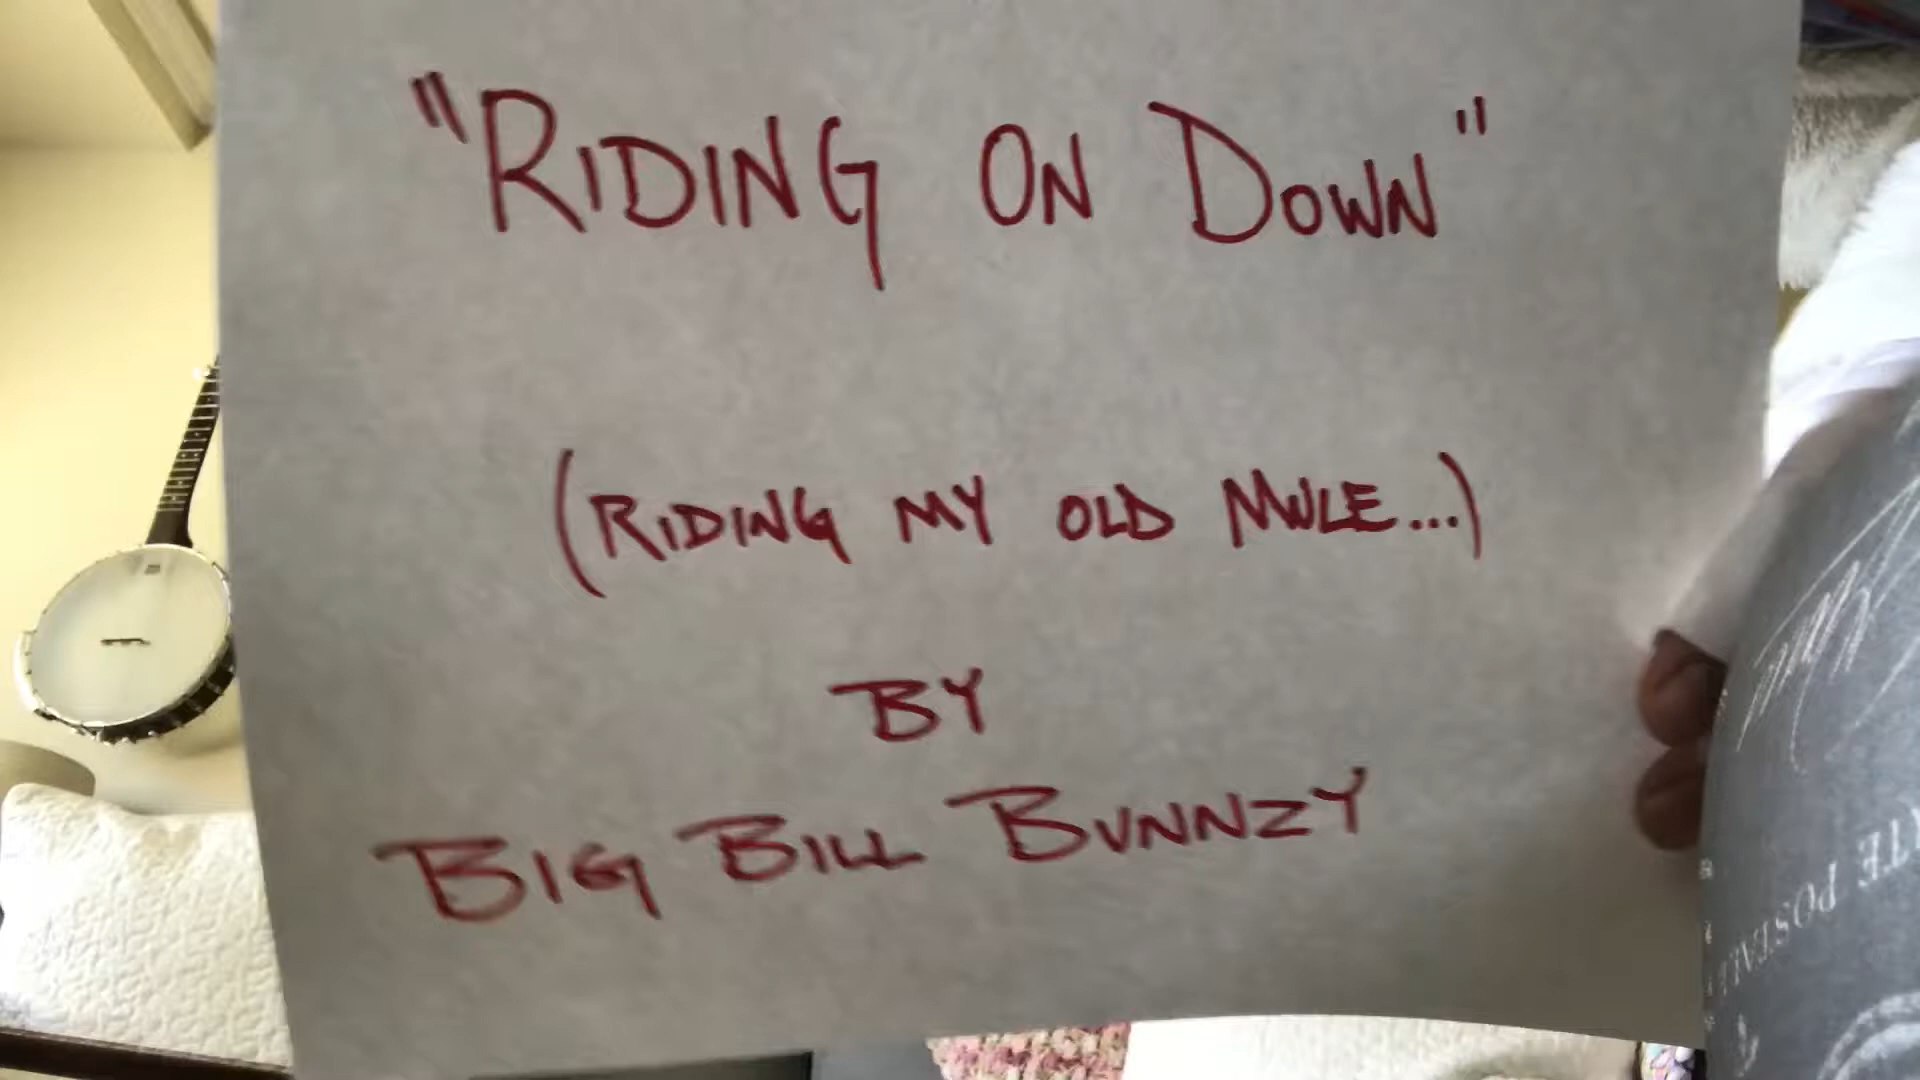 "RIDING ON DOWN"
(RIDING MY OLD MULE...)
BY
BIG BILL BUNNZY